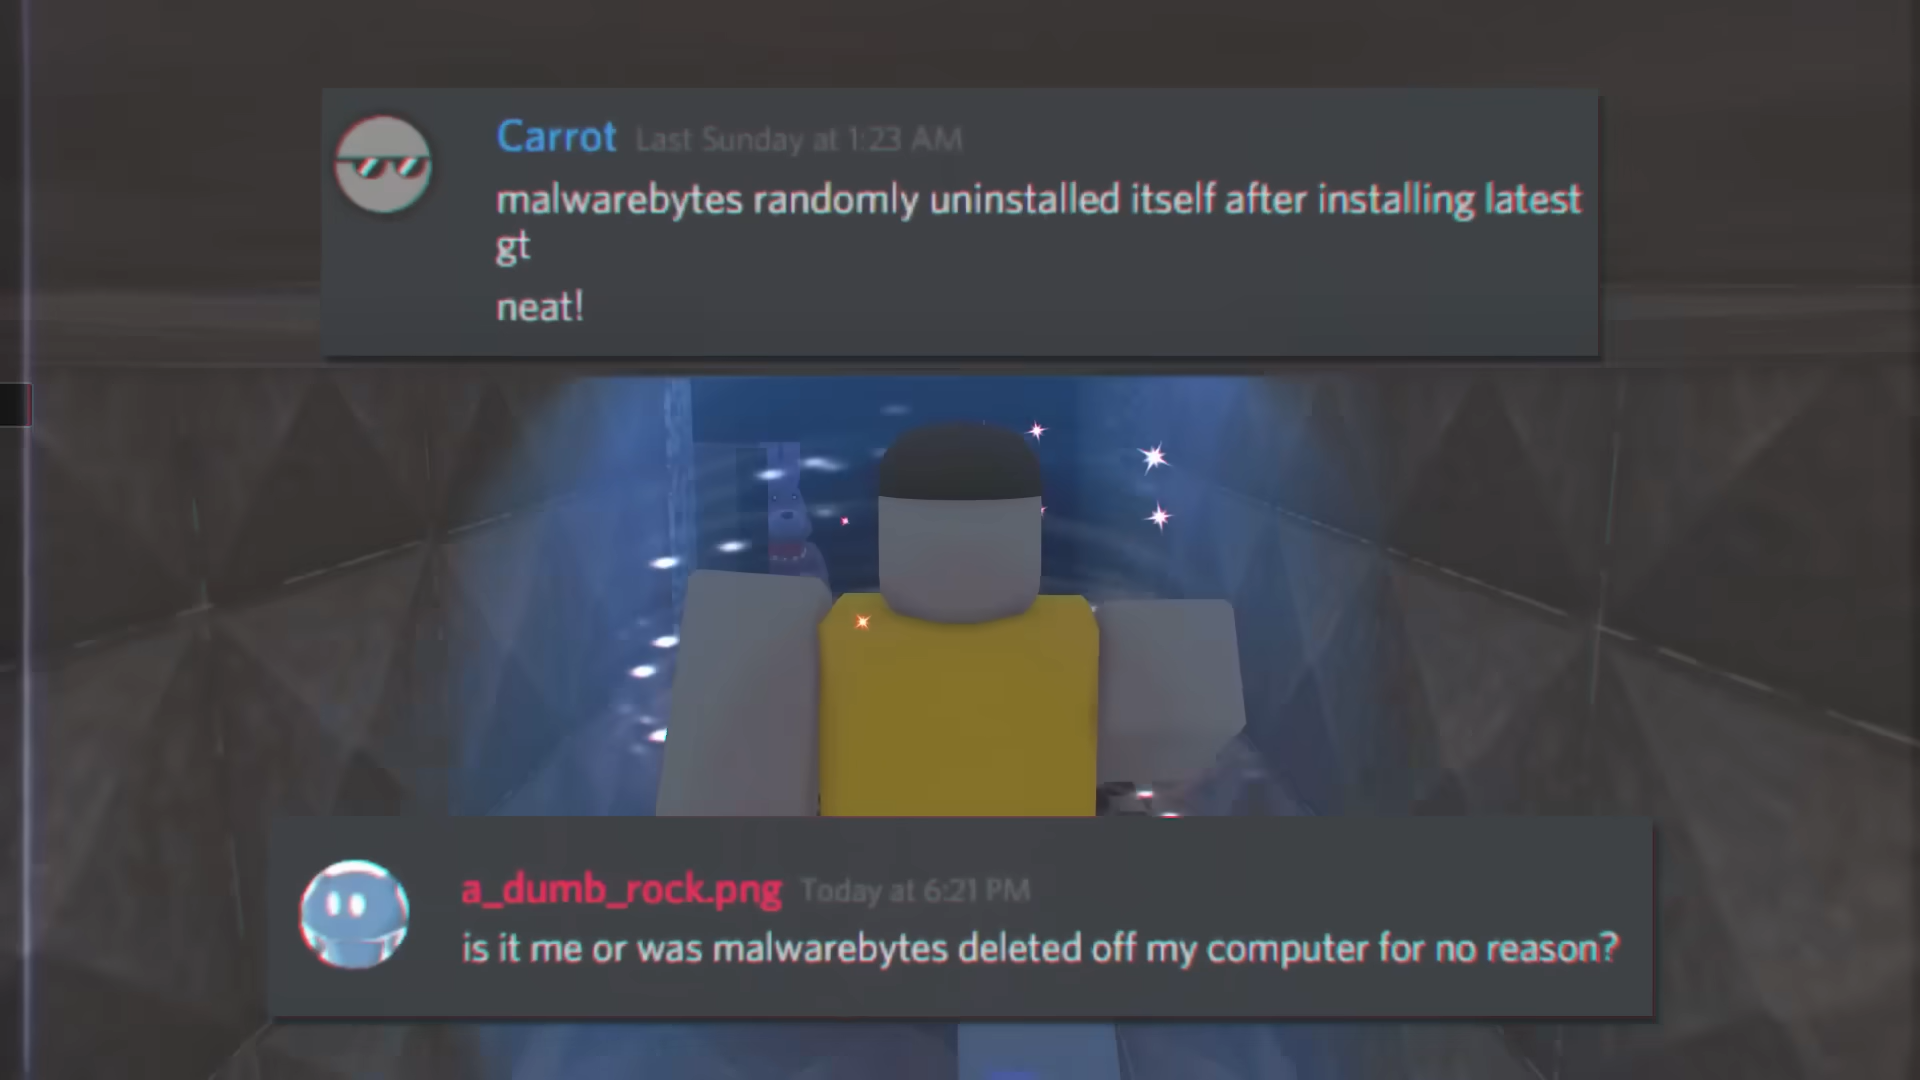 Carrot Last Sunday at 1:23 AM
malwarebytes randomly uninstalled itself after installing latest
gt
neat!
a_dumb_rock.png Today at 6:21 PM
is it me or was malwarebytes deleted off my computer for no reason?